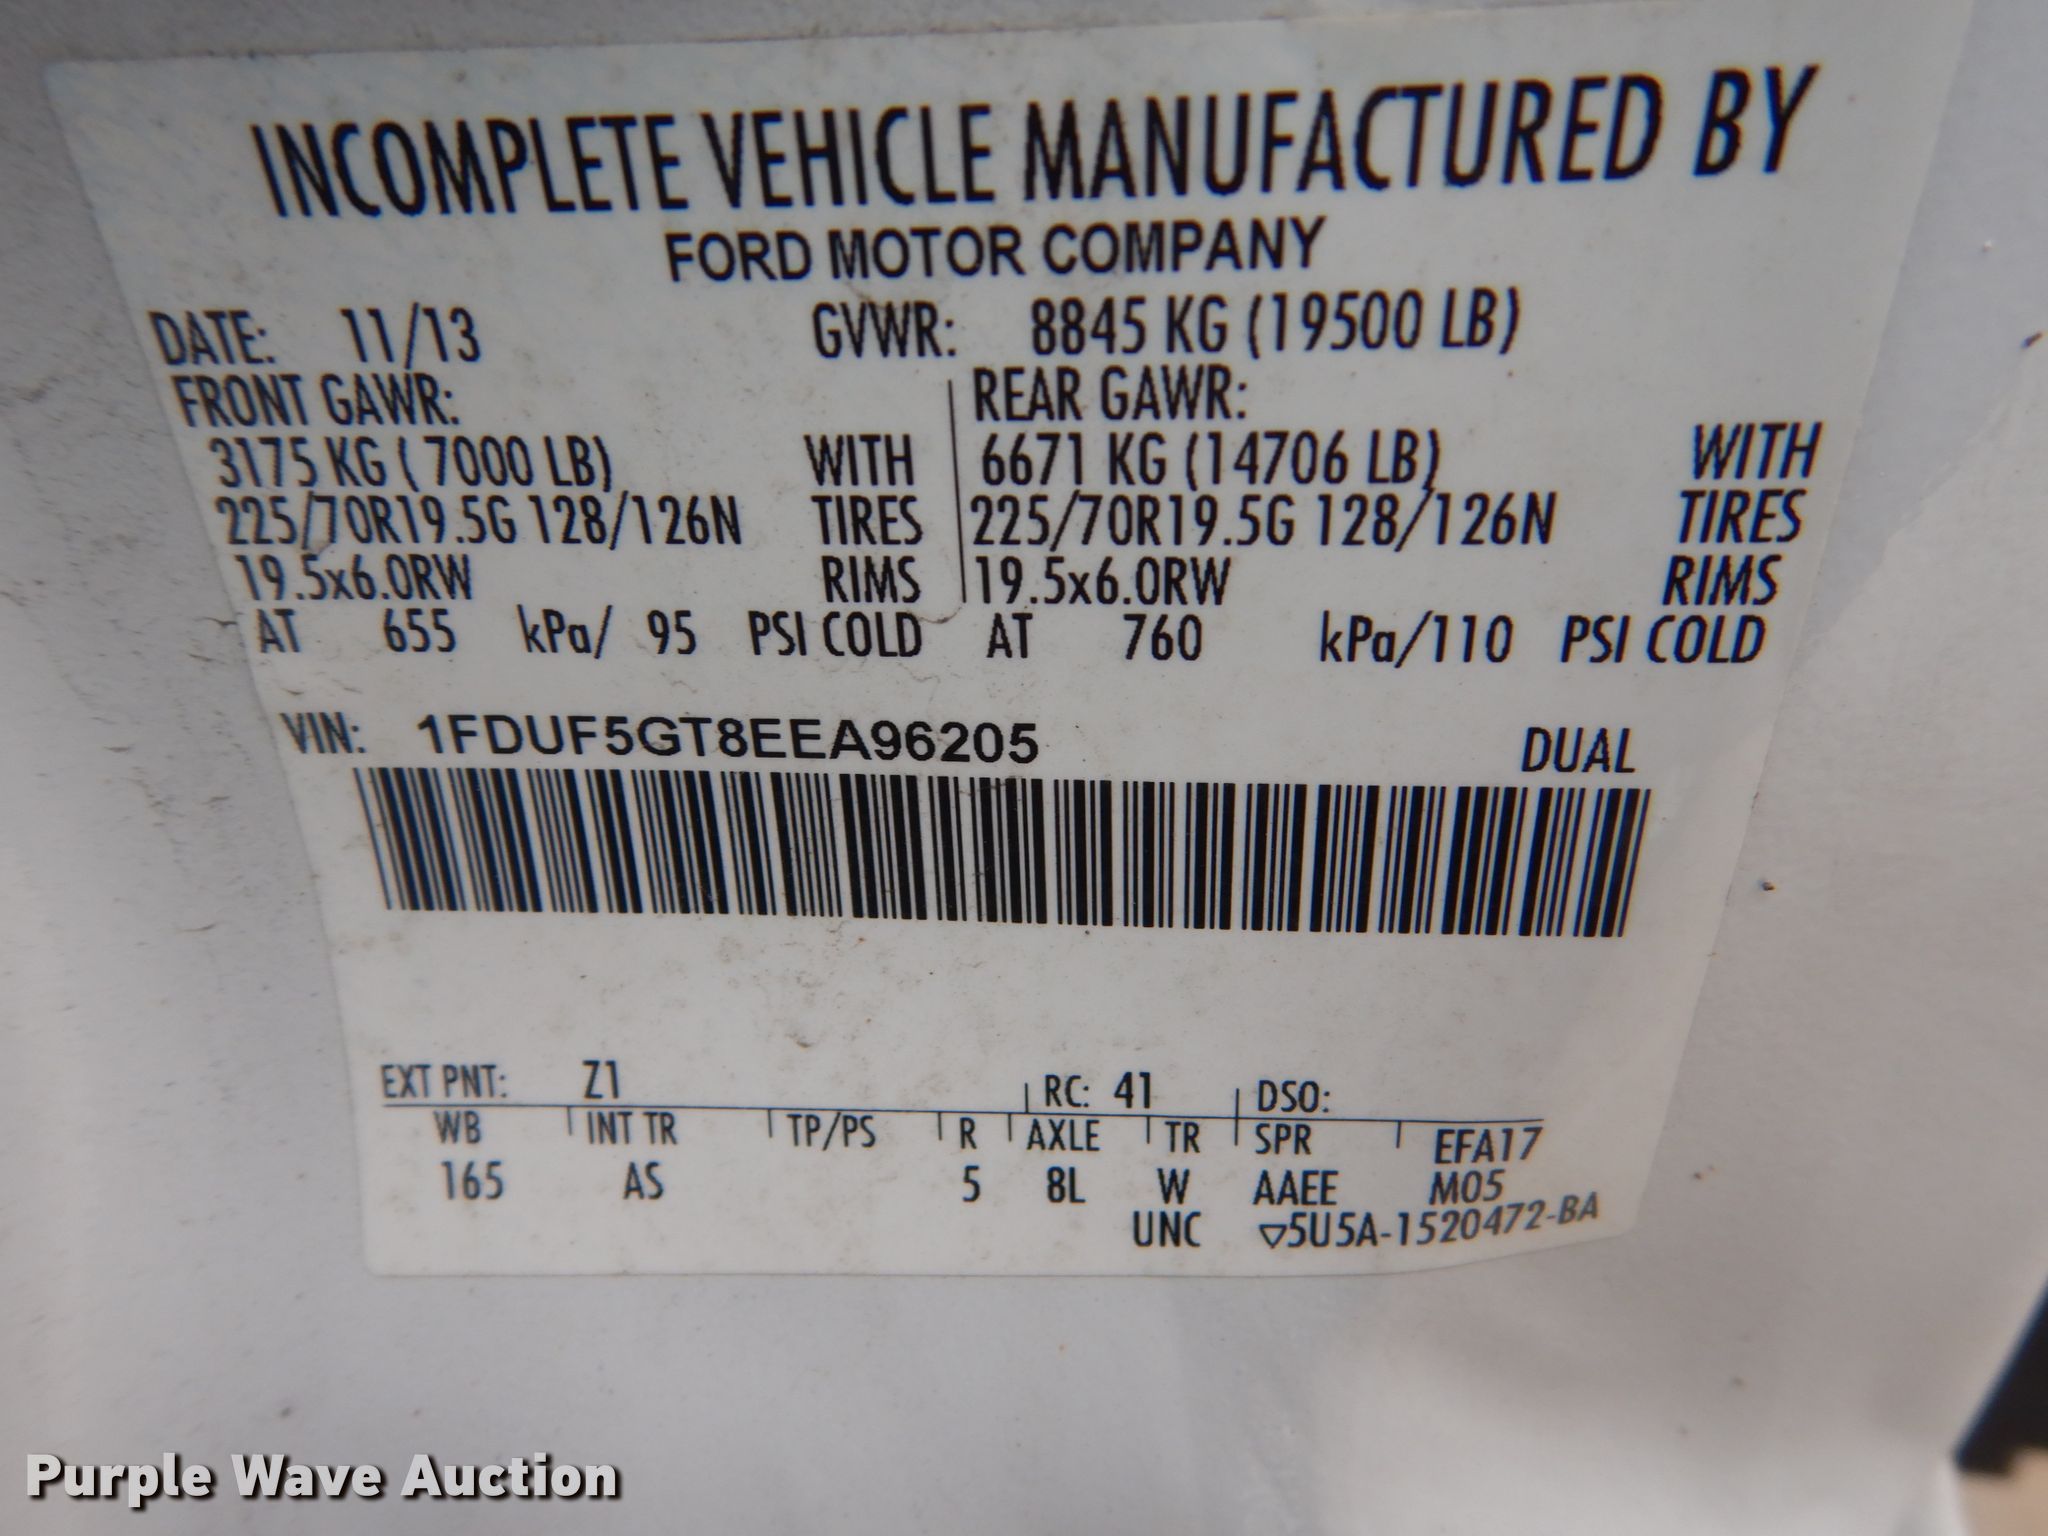 INCOMPLETE VEHICLE MANUFACTURED BY
FORD MOTOR COMPANY
DATE: 11/13 GVWR: 8845 KG (19500 LB)
FRONT GAWR: REAR GAWR:
3175 KG ( 7000 LB) WITH 6671 KG (14706 LB) WITH
225/70R19.5G 128/126N TIRES 225/70R19.5G 128/126N TIRES
19.5x6.0RW RIMS 19.5x6.0RW RIMS
AT 655 kPa/ 95 PSI COLD AT 760 kPa/110 PSI COLD
VIN: 1FDUF5GT8EEA96205 DUAL
EXT PNT: Z1 RC: 41 DSO:
WB INT TR TP/PS R AXLE TR SPR EFA17
165 AS 5 8L W AAEE M05
UNC ▽5U5A-1520472-BA
Purple Wave Auction